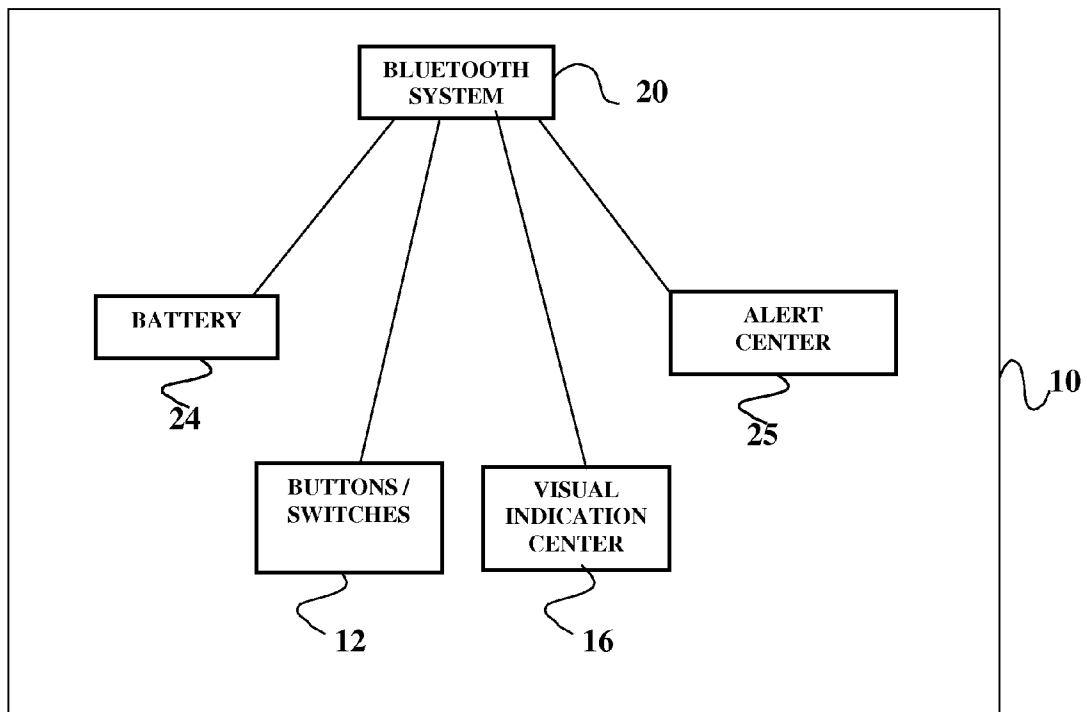 BLUETOOTH
SYSTEM
20
BATTERY
24
ALERT
CENTER
25
10
BUTTONS /
SWITCHES
12
VISUAL
INDICATION
CENTER
16